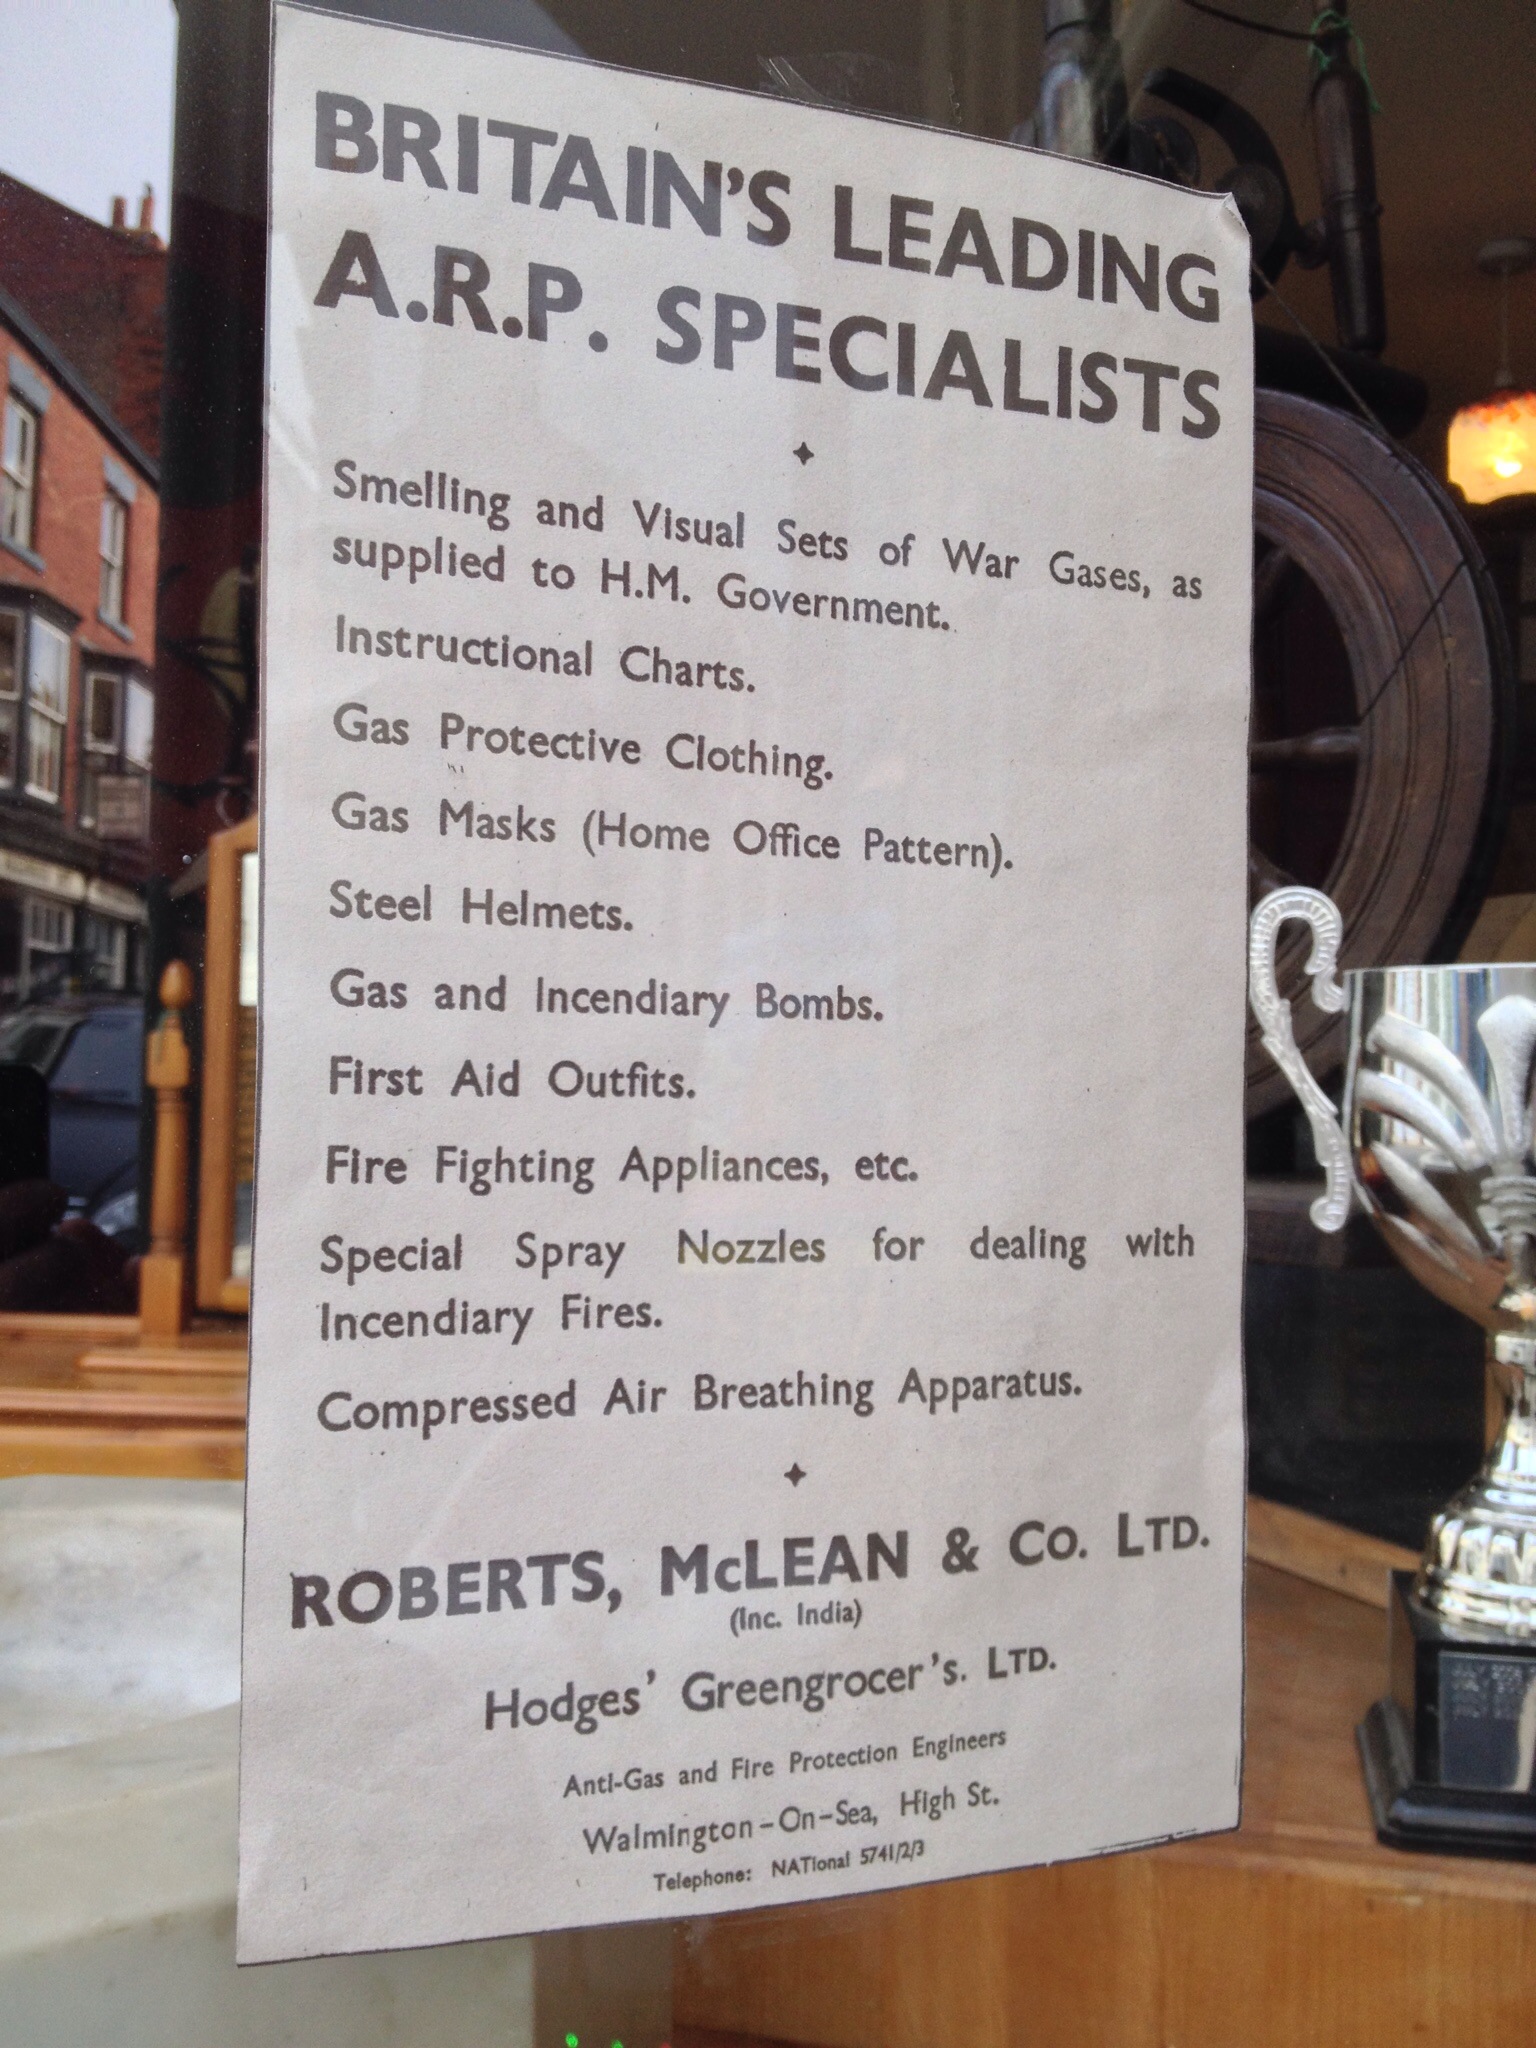 BRITAIN'S LEADING
A.R.P. SPECIALISTS
Smelling and Visual Sets of War Gases, as
supplied to H.M. Government.
Instructional Charts.
Gas Protective Clothing.
Gas Masks (Home Office Pattern).
Steel Helmets.
Gas and Incendiary Bombs.
First Aid Outfits.
Fire Fighting Appliances, etc.
Special Spray Nozzles for dealing with
Incendiary Fires.
Compressed Air Breathing Apparatus.
ROBERTS, McLEAN & Co. LTD.
(Inc. India)
Hodges' Greengrocer's. LTD.
Anti-Gas and Fire Protection Engineers
Walmington-On-Sea, High St.
Telephone: NATional 5741/2/3